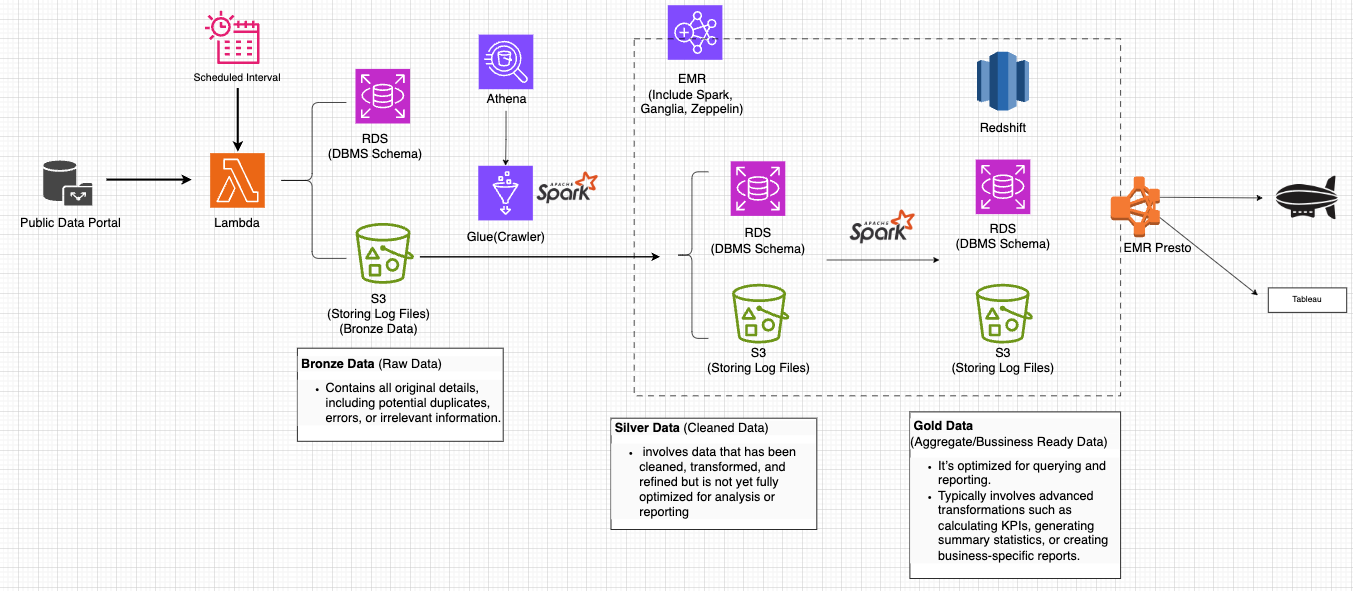 Scheduled Interval
Public Data Portal
Lambda
RDS
(DBMS Schema)
S3
(Storing Log Files)
(Bronze Data)
Bronze Data (Raw Data)
• Contains all original details,
including potential duplicates,
errors, or irrelevant information.
Athena
Glue(Crawler)
APACHE
Spark
EMR
(Include Spark,
Ganglia, Zeppelin)
RDS
(DBMS Schema)
S3
(Storing Log Files)
Silver Data (Cleaned Data)
• involves data that has been
cleaned, transformed, and
refined but is not yet fully
optimized for analysis or
reporting
APACHE
Spark
Redshift
RDS
(DBMS Schema)
S3
(Storing Log Files)
Gold Data
(Aggregate/Bussiness Ready Data)
• It's optimized for querying and
reporting.
• Typically involves advanced
transformations such as
calculating KPIs, generating
summary statistics, or creating
business-specific reports.
EMR Presto
Tableau